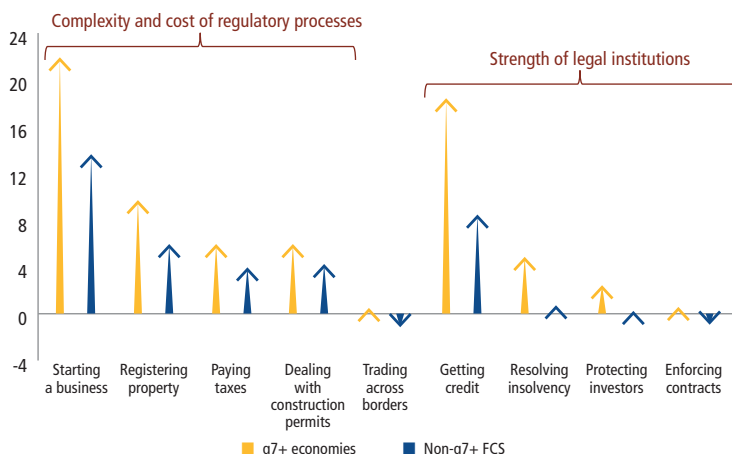 Complexity and cost of regulatory processes
Strength of legal institutions
24
20
16
12
8
4
0
-4
Starting
a business
Registering
property
Paying
taxes
Dealing
with
construction
permits
Trading
across
borders
Getting
credit
Resolving
insolvency
Protecting
investors
Enforcing
contracts
g7+ economies
Non-g7+ FCS